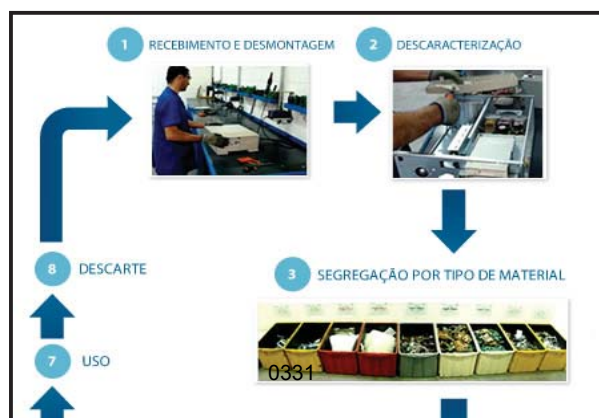 1 RECEBIMENTO E DESMONTAGEM
2 DESCARACTERIZAÇÃO
3 SEGREGAÇÃO POR TIPO DE MATERIAL
0331
8 DESCARTE
7 USO